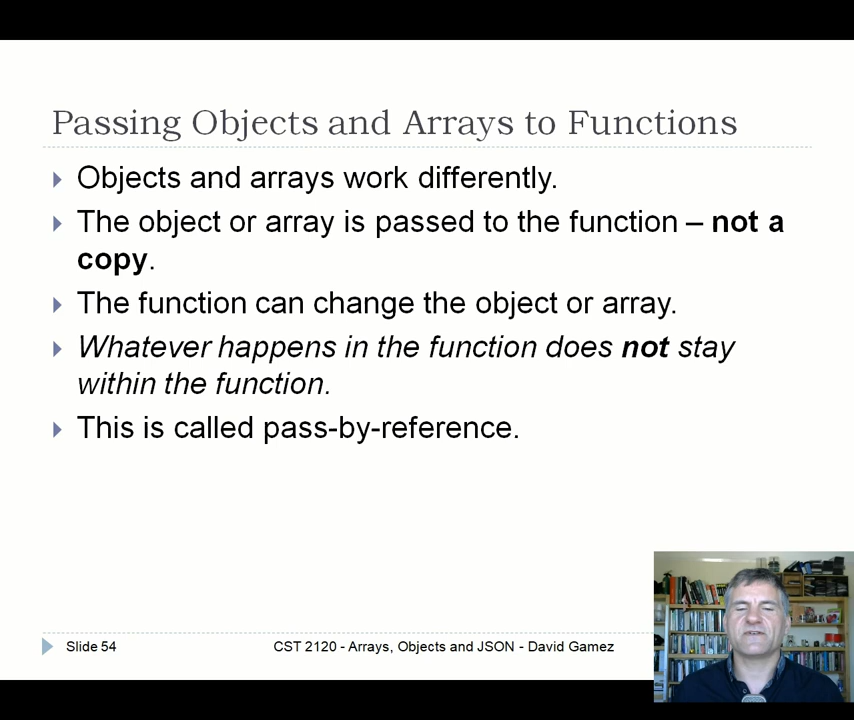 Passing Objects and Arrays to Functions
Objects and arrays work differently.
The object or array is passed to the function – not a
copy.
The function can change the object or array.
Whatever happens in the function does not stay
within the function.
This is called pass-by-reference.
Slide 54
CST 2120 - Arrays, Objects and JSON - David Gamez